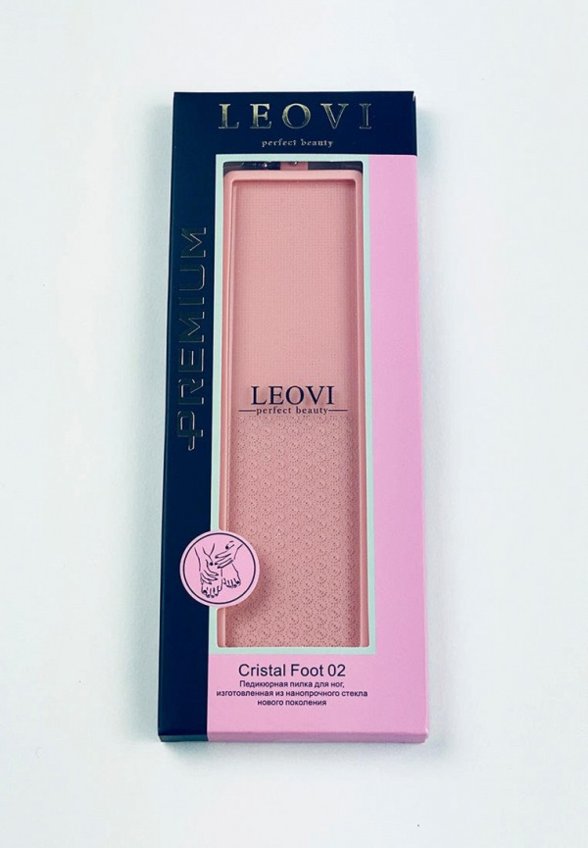 LEOVI
perfect beauty
PREMIUM
LEOVI
perfect beauty
Cristal Foot 02
Педикюрная пилка для ног,
изготовленная из нанопрочного стекла
нового поколения